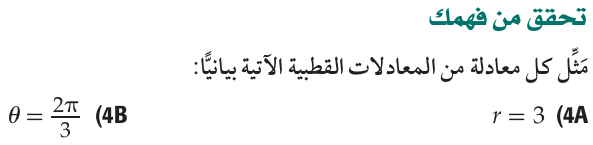 تحقق من فهمك
مَثِّل كل معادلة من المعادلات القطبية الآتية بيانيًّا:
r = 3 (4A
θ = 2π/3 (4B